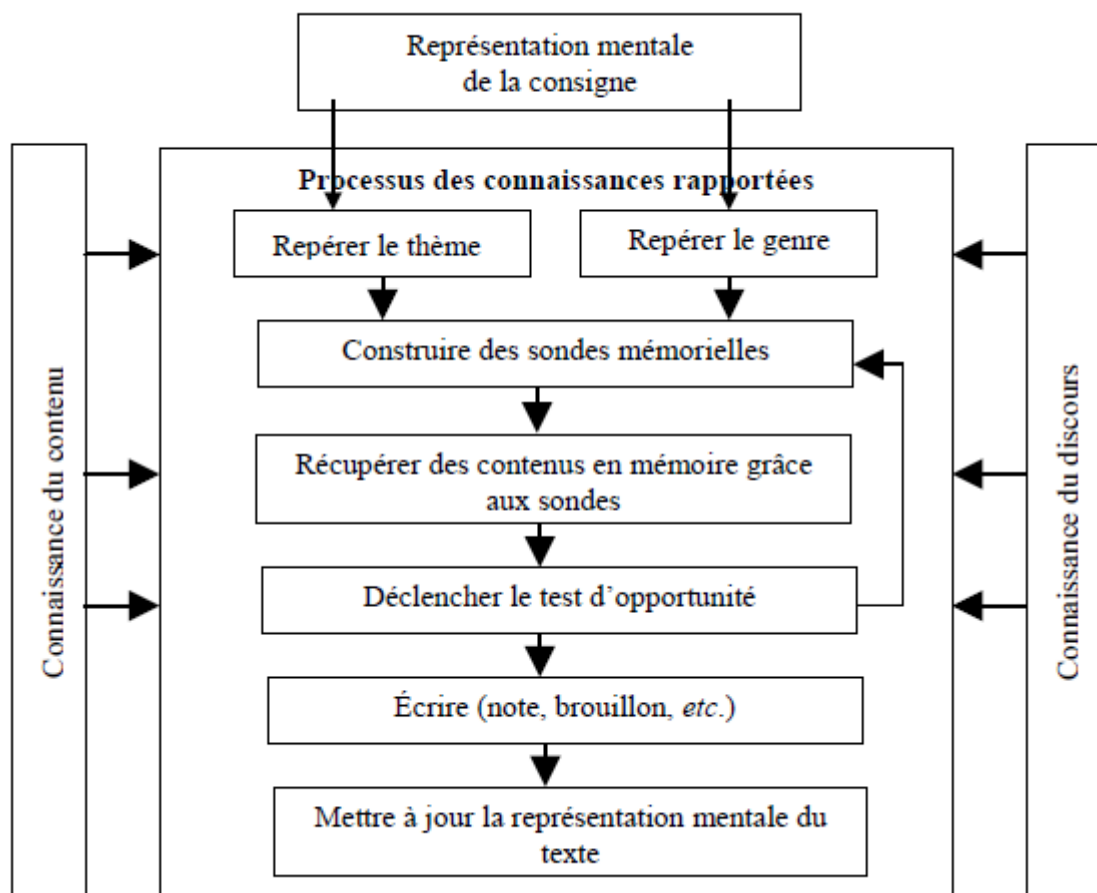 Représentation mentale
de la consigne
Processus des connaissances rapportées
Repérer le thème
Repérer le genre
Construire des sondes mémorielles
Récupérer des contenus en mémoire grâce
aux sondes
Déclencher le test d’opportunité
Écrire (note, brouillon, etc.)
Mettre à jour la représentation mentale du
texte
Connaissance du contenu
Connaissance du discours